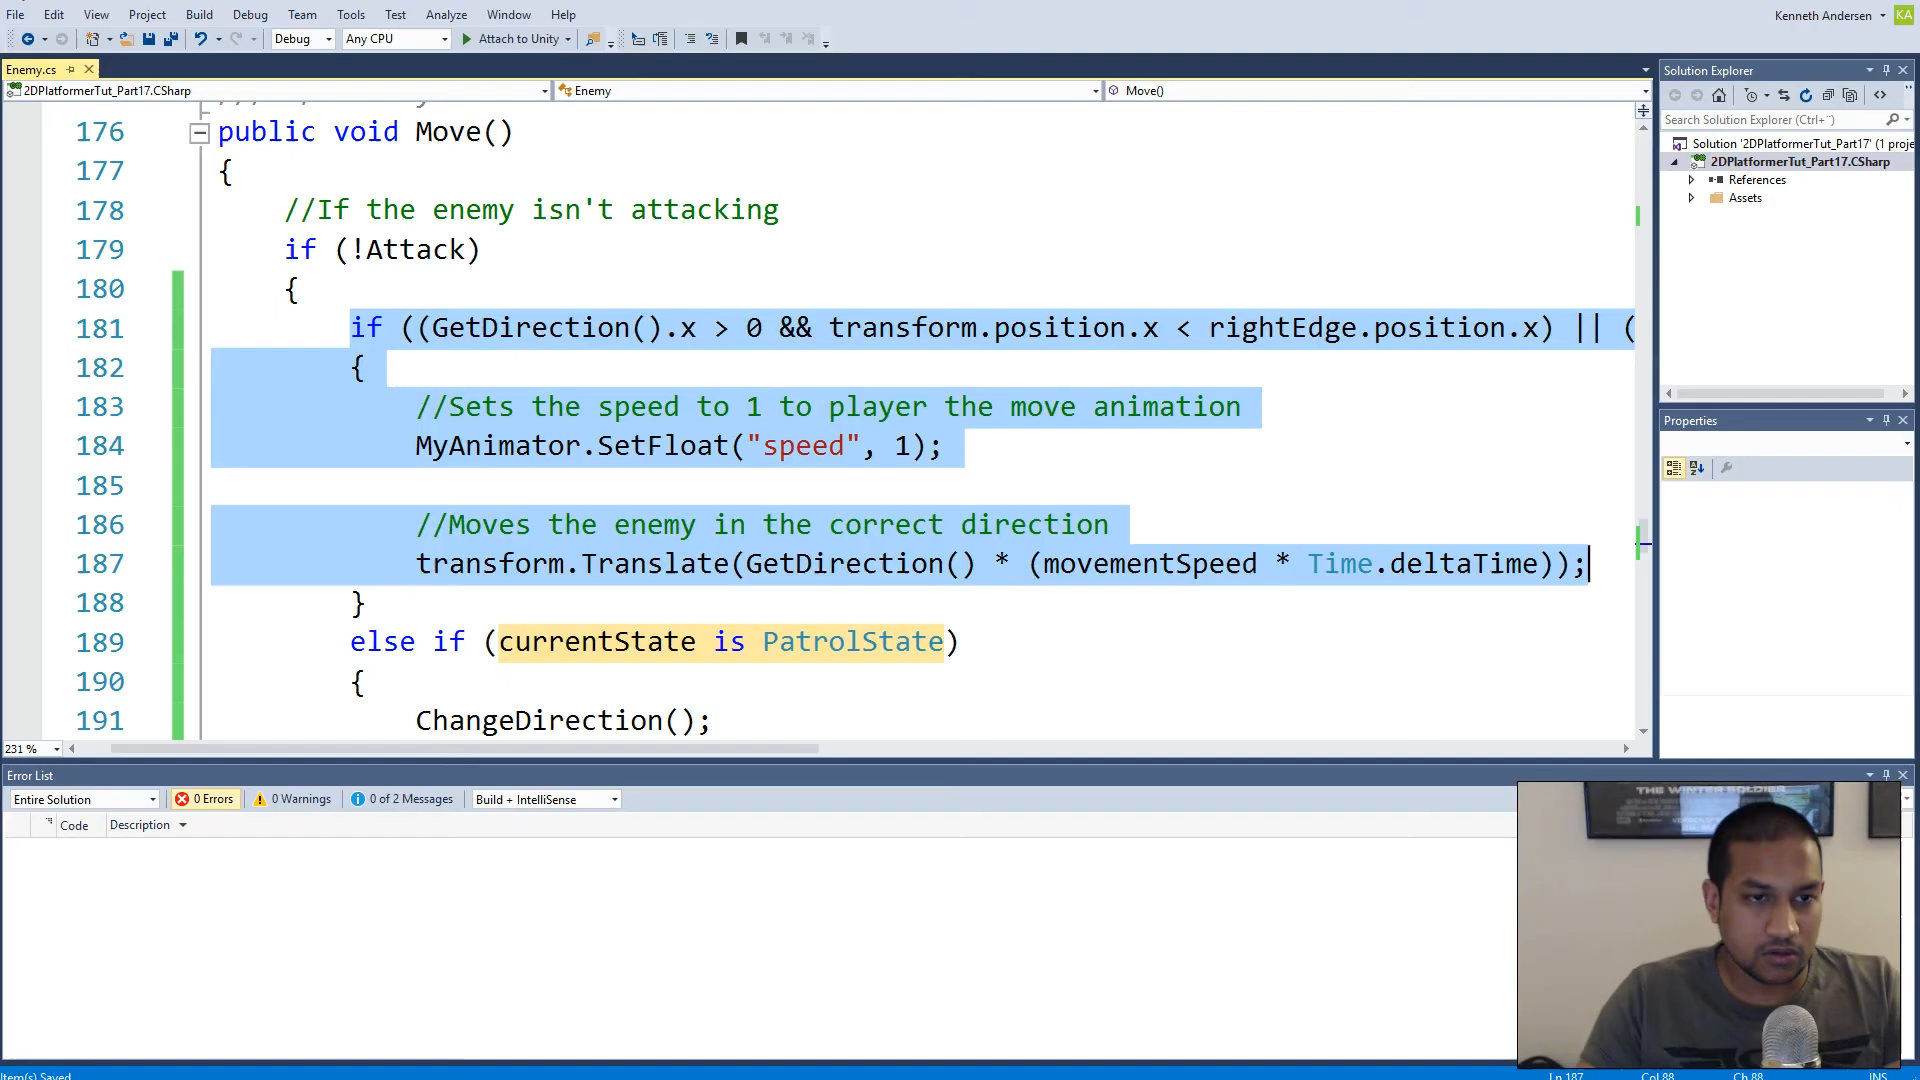 File Edit View Project Build Debug Team Tools Test Analyze Window Help
Kenneth Andersen KA
Debug Any CPU Attach to Unity
Enemy.cs
2DPlatformerTut_Part17.CSharp Enemy Move()
176 public void Move()
177 {
178 //If the enemy isn't attacking
179 if (!Attack)
180 {
181 if ((GetDirection().x > 0 && transform.position.x < rightEdge.position.x) || (
182 {
183 //Sets the speed to 1 to player the move animation
184 MyAnimator.SetFloat("speed", 1);
185
186 //Moves the enemy in the correct direction
187 transform.Translate(GetDirection() * (movementSpeed * Time.deltaTime));
188 }
189 else if (currentState is PatrolState)
190 {
191 ChangeDirection();
231 %
Solution Explorer
Search Solution Explorer (Ctrl+¨)
Solution '2DPlatformerTut_Part17' (1 proje
2DPlatformerTut_Part17.CSharp
References
Assets
Properties
Error List
Entire Solution 0 Errors 0 Warnings 0 of 2 Messages Build + IntelliSense
Code Description
THE WINTER SOLDIER
Item(s) Saved
Ln 187 Col 88 Ch 88 INS